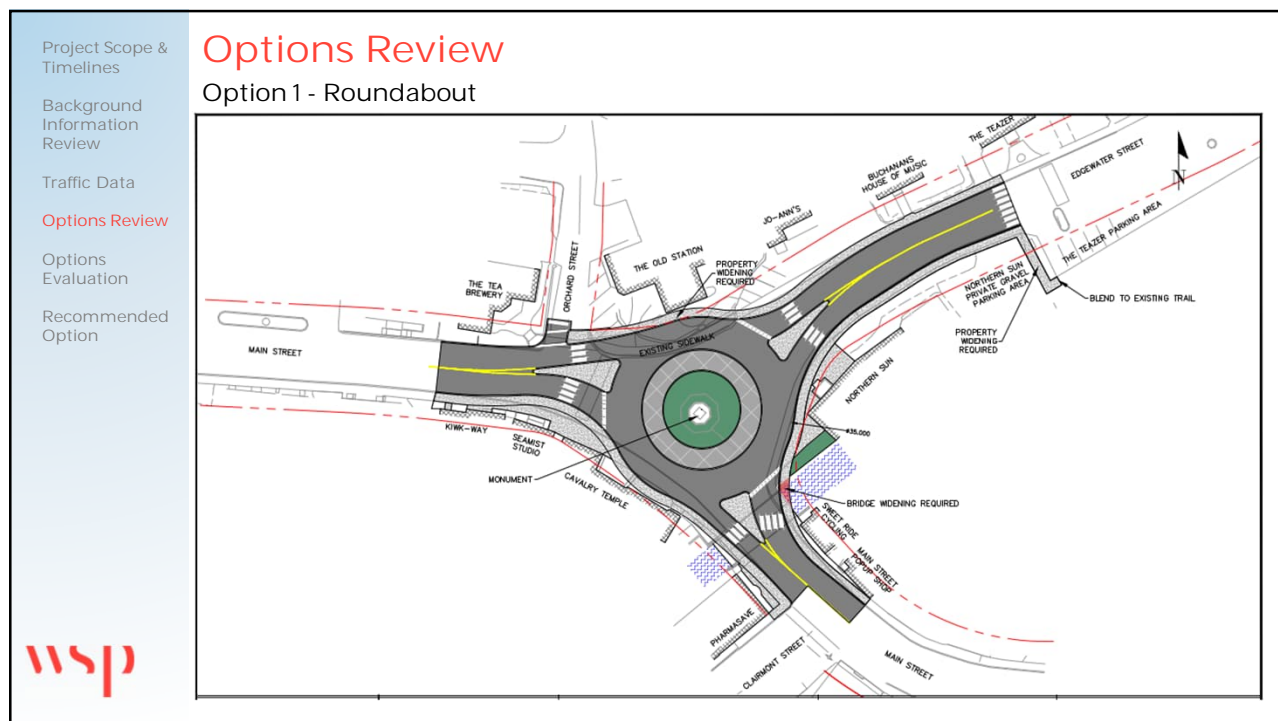 Project Scope &
Timelines
Background
Information
Review
Traffic Data
Options Review
Options
Evaluation
Recommended
Option
wsp
Options Review
Option 1 - Roundabout
THE TEAZER
EDGEWATER STREET
N
BUCHANANS
HOUSE OF MUSIC
JO-ANN'S
THE TEAZER PARKING AREA
ORCHARD STREET
THE OLD STATION
PROPERTY
WIDENING
REQUIRED
THE TEA
BREWERY
NORTHERN SUN
PRIVATE GRAVEL
PARKING AREA
BLEND TO EXISTING TRAIL
PROPERTY
WIDENING
REQUIRED
MAIN STREET
EXISTING SIDEWALK
NORTHERN SUN
KIWK-WAY
SEAMIST
STUDIO
MONUMENT
CAVALRY TEMPLE
BRIDGE WIDENING REQUIRED
SWEET RIDE
CYCLING
MAIN STREET
POPUP SHOP
PHARMASAVE
CLAIRMONT STREET
MAIN STREET